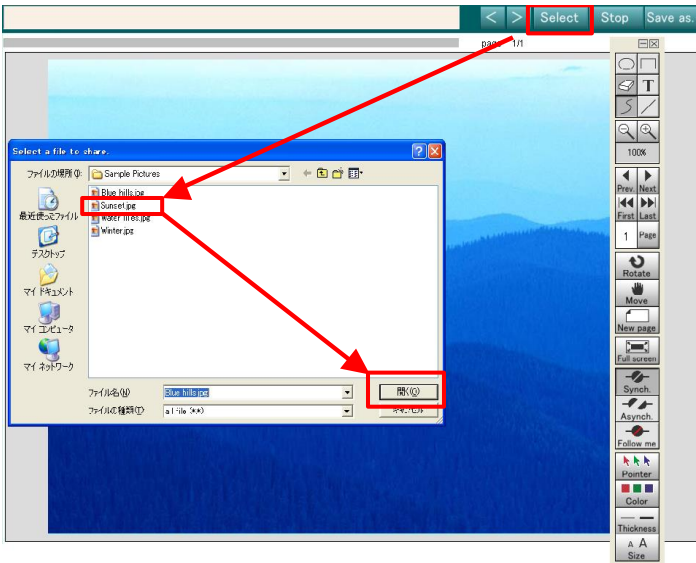 < > Select Stop Save as.
page 1/1
Select a file to share.
ファイルの場所(I): Sample Pictures
最近使ったファイル
デスクトップ
マイ ドキュメント
マイ コンピュータ
マイ ネットワーク
Blue hills.jpg
Sunset.jpg
Water lilies.jpg
Winter.jpg
ファイル名(N): Blue hills.jpg
開く(O)
ファイルの種類(T): all file (*.*)
キャンセル
T
100%
Prev. Next
First Last
1 Page
Rotate
Move
New page
Full screen
Synch.
Asynch.
Follow me
Pointer
Color
Thickness
A A
Size